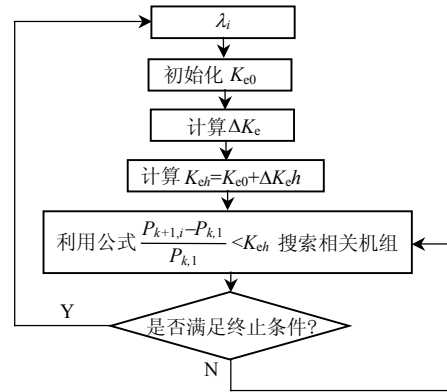 λi
初始化 Ke0
计算ΔKe
计算 Keh=Ke0+ΔKeh
利用公式 Pk+1,i−Pk,1 / Pk,1 <Keh 搜索相关机组
Y
是否满足终止条件?
N